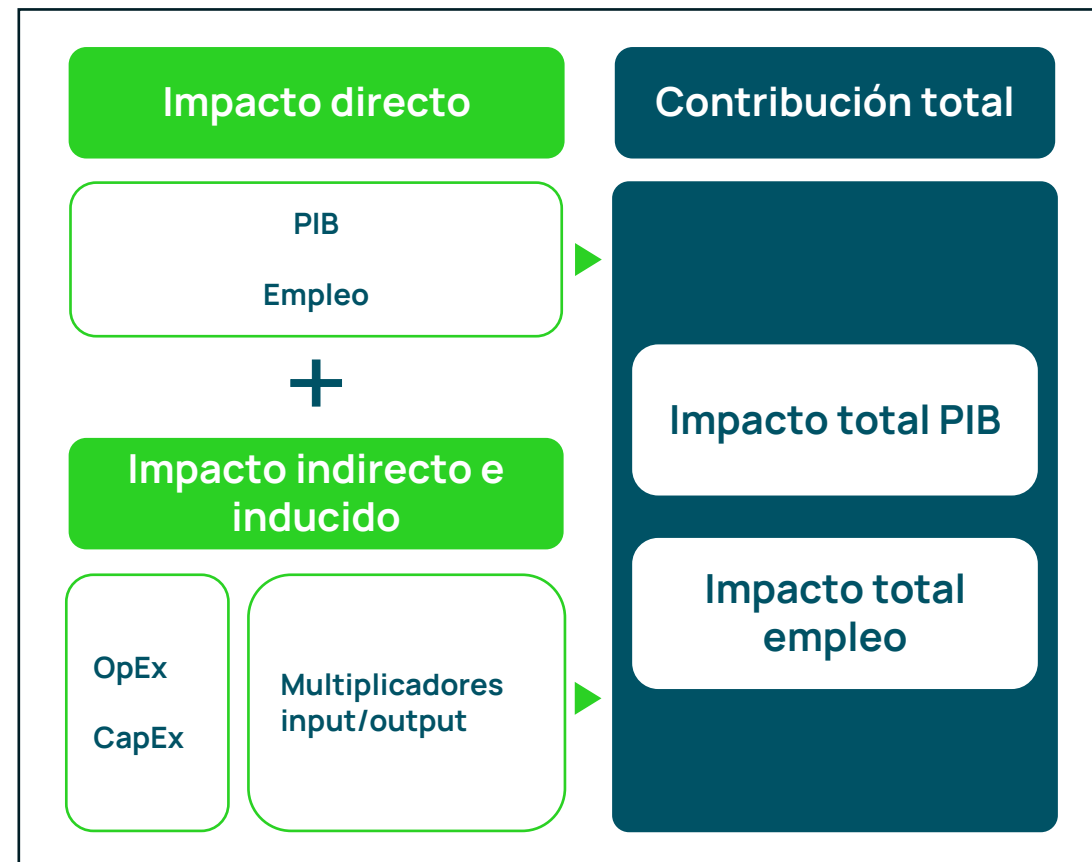 Impacto directo
PIB
Empleo
+
Impacto indirecto e
inducido
OpEx
CapEx
Multiplicadores
input/output
Contribución total
Impacto total PIB
Impacto total
empleo